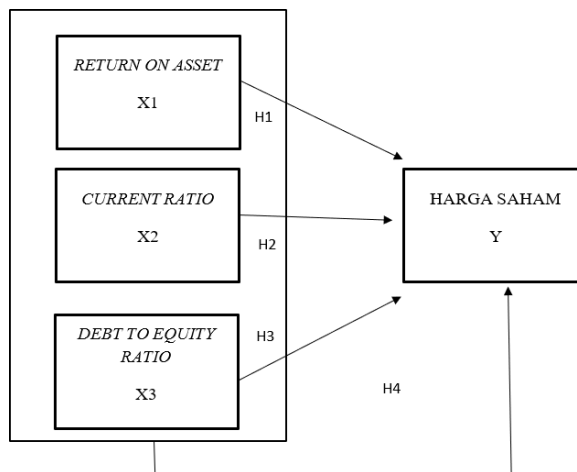 RETURN ON ASSET
X1
H1
CURRENT RATIO
X2
H2
HARGA SAHAM
Y
DEBT TO EQUITY
RATIO
X3
H3
H4